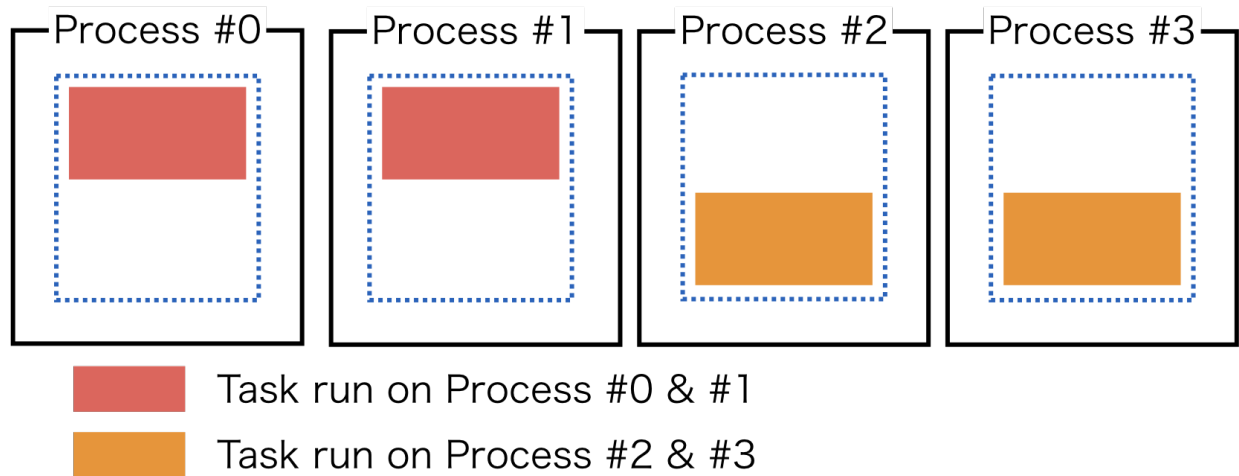 Process #0
Process #1
Process #2
Process #3
Task run on Process #0 & #1
Task run on Process #2 & #3